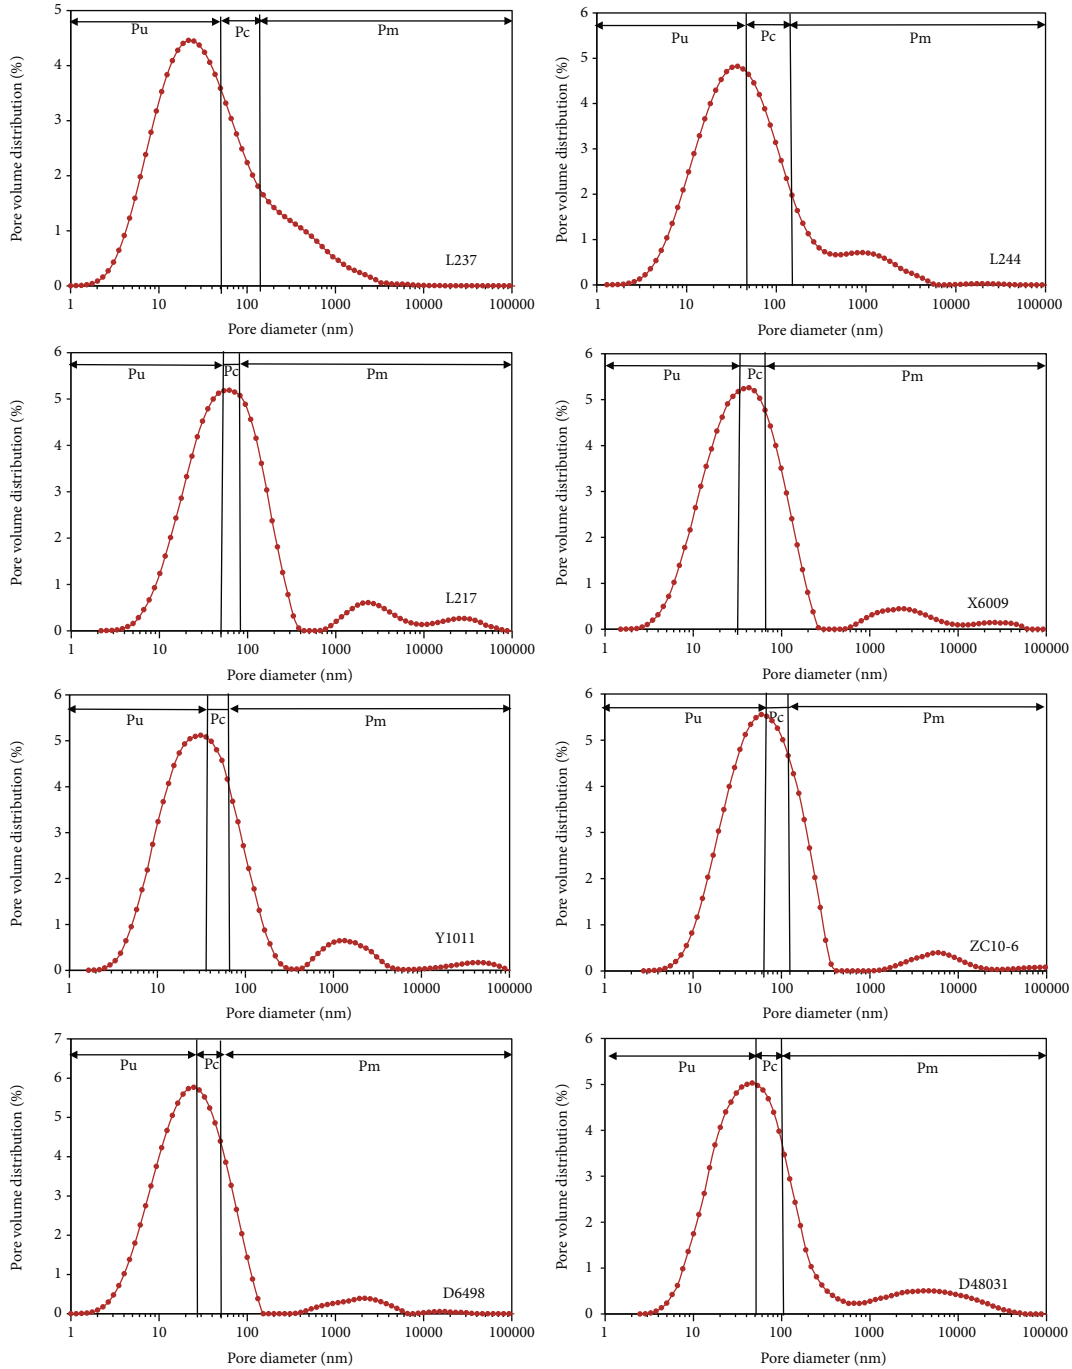 Pu Pc Pm
Pore volume distribution (%)
5
4
3
2
1
0
L237
1 10 100 1000 10000 100000
Pore diameter (nm)
Pu Pc Pm
Pore volume distribution (%)
6
5
4
3
2
1
0
L244
1 10 100 1000 10000 100000
Pore diameter (nm)
Pu Pc Pm
Pore volume distribution (%)
6
5
4
3
2
1
0
L217
1 10 100 1000 10000 100000
Pore diameter (nm)
Pu Pc Pm
Pore volume distribution (%)
6
5
4
3
2
1
0
X6009
1 10 100 1000 10000 100000
Pore diameter (nm)
Pu Pc Pm
Pore volume distribution (%)
6
5
4
3
2
1
0
Y1011
1 10 100 1000 10000 100000
Pore diameter (nm)
Pu Pc Pm
Pore volume distribution (%)
6
5
4
3
2
1
0
ZC10-6
1 10 100 1000 10000 100000
Pore diameter (nm)
Pu Pc Pm
Pore volume distribution (%)
7
6
5
4
3
2
1
0
D6498
1 10 100 1000 10000 100000
Pore diameter (nm)
Pu Pc Pm
Pore volume distribution (%)
6
5
4
3
2
1
0
D48031
1 10 100 1000 10000 100000
Pore diameter (nm)